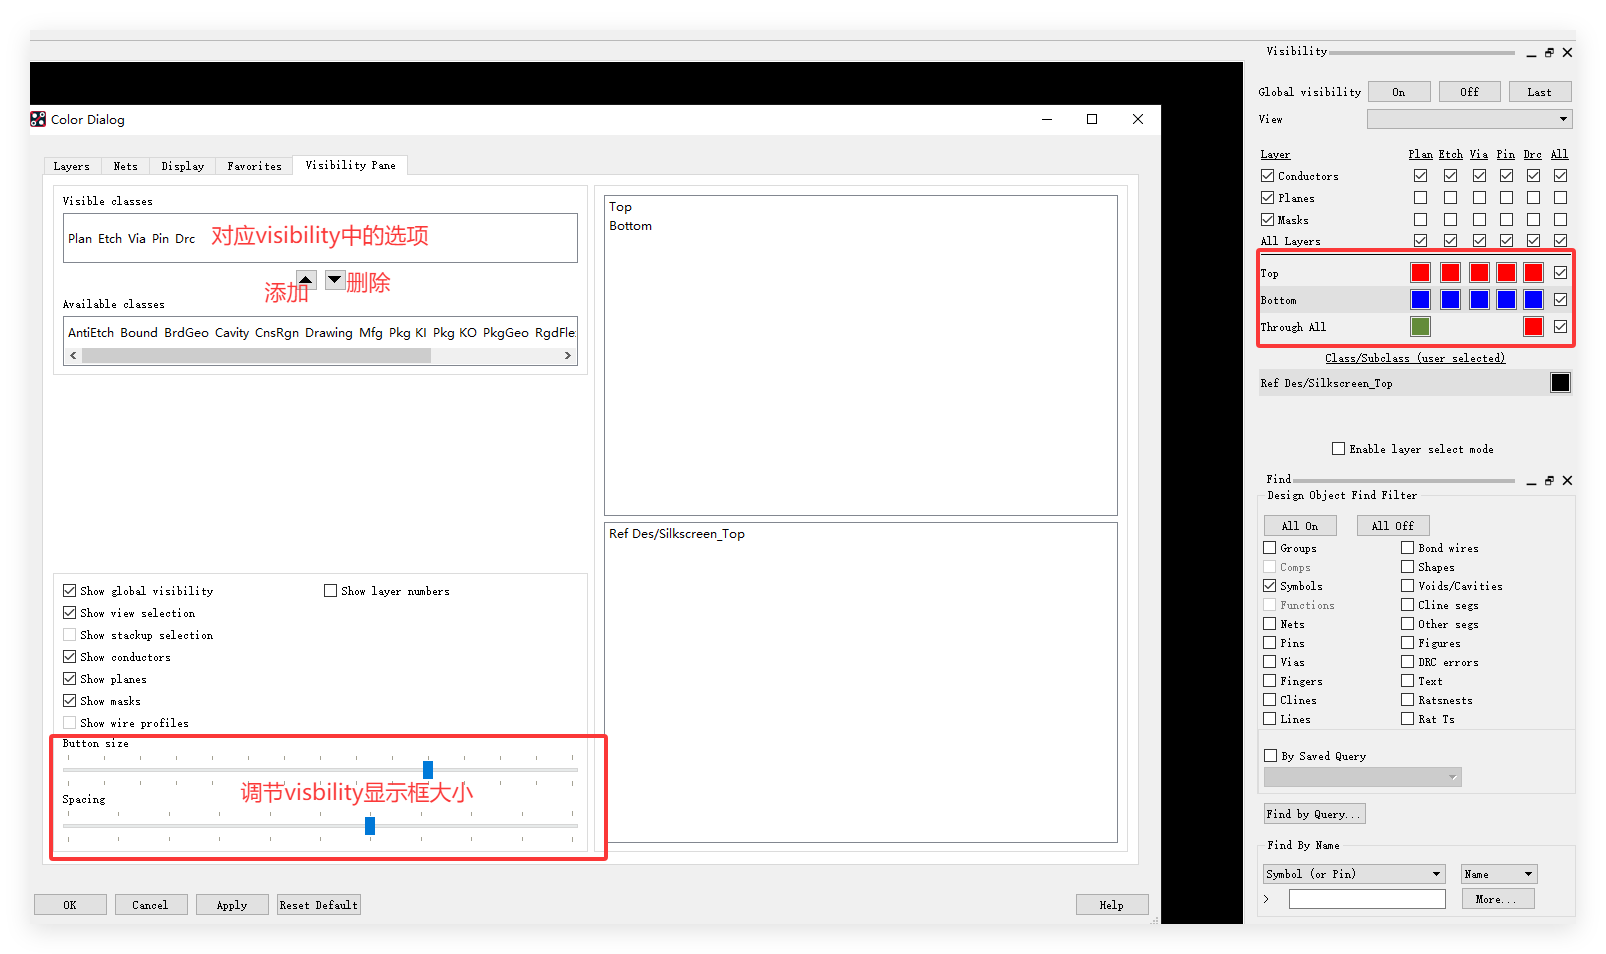 Color Dialog
Layers Nets Display Favorites Visibility Pane
Visible classes
Plan Etch Via Pin Drc 对应visibility中的选项
添加 删除
Available classes
AntiEtch Bound BrdGeo Cavity CnsRgn Drawing Mfg Pkg KI Pkg KO PkgGeo RgdFle
Show global visibility Show layer numbers
Show view selection
Show stackup selection
Show conductors
Show planes
Show masks
Show wire profiles
Button size
调节visbility显示框大小
Spacing
Top
Bottom
Ref Des/Silkscreen_Top
OK Cancel Apply Reset Default Help
Visibility
Global visibility On Off Last
View
Layer Plan Etch Via Pin Drc All
Conductors
Planes
Masks
All Layers
Top
Bottom
Through All
Class/Subclass (user selected)
Ref Des/Silkscreen_Top
Enable layer select mode
Find
Design Object Find Filter
All On All Off
Groups Bond wires
Comps Shapes
Symbols Voids/Cavities
Functions Cline segs
Nets Other segs
Pins Figures
Vias DRC errors
Fingers Text
Clines Ratsnests
Lines Rat Ts
By Saved Query
Find by Query...
Find By Name
Symbol (or Pin) Name
> More...